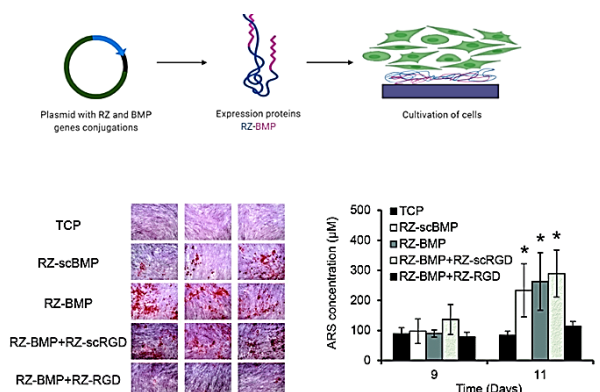 Plasmid with RZ and BMP
genes conjugations
Expression proteins
RZ-BMP
Cultivation of cells
TCP
RZ-scBMP
RZ-BMP
RZ-BMP+RZ-scRGD
RZ-BMP+RZ-RGD
ARS concentration (µM)
500
400
300
200
100
0
TCP
RZ-scBMP
RZ-BMP
RZ-BMP+RZ-scRGD
RZ-BMP+RZ-RGD
* * *
9 11
Time (Days)